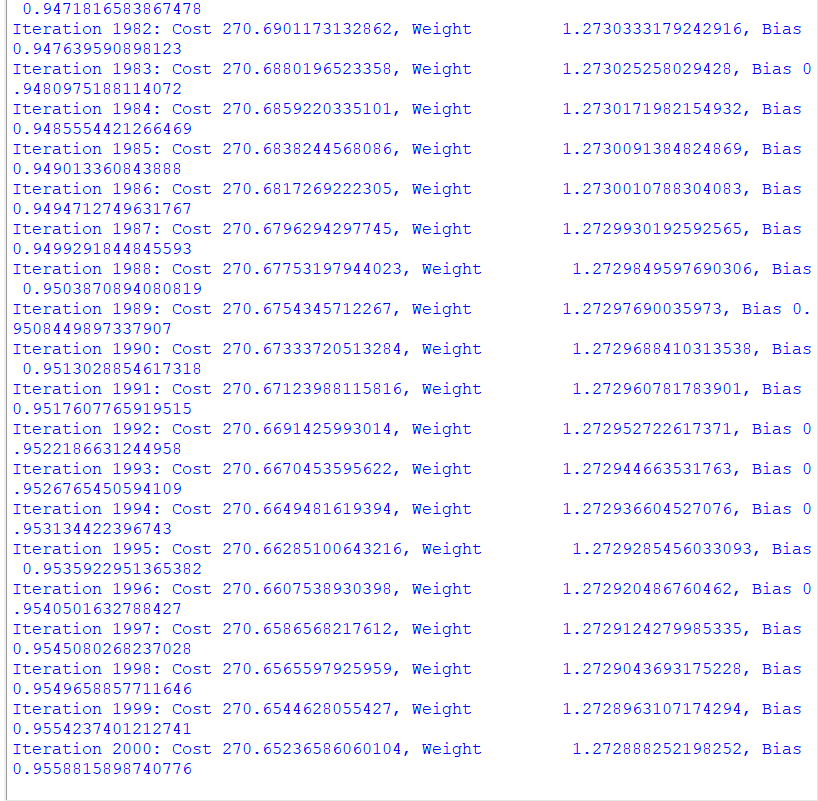 0.9471816583867478
Iteration 1982: Cost 270.6901173132862, Weight         1.2730333179242916, Bias
0.947639590898123
Iteration 1983: Cost 270.6880196523358, Weight         1.273025258029428, Bias 0
.9480975188114072
Iteration 1984: Cost 270.6859220335101, Weight         1.2730171982154932, Bias
0.9485554421266469
Iteration 1985: Cost 270.6838244568086, Weight         1.2730091384824869, Bias
0.949013360843888
Iteration 1986: Cost 270.6817269222305, Weight         1.2730010788304083, Bias
0.9494712749631767
Iteration 1987: Cost 270.6796294297745, Weight         1.2729930192592565, Bias
0.9499291844845593
Iteration 1988: Cost 270.67753197944023, Weight         1.2729849597690306, Bias
0.9503870894080819
Iteration 1989: Cost 270.6754345712267, Weight         1.27297690035973, Bias 0.
9508449897337907
Iteration 1990: Cost 270.67333720513284, Weight         1.2729688410313538, Bias
0.9513028854617318
Iteration 1991: Cost 270.67123988115816, Weight         1.272960781783901, Bias
0.9517607765919515
Iteration 1992: Cost 270.6691425993014, Weight         1.272952722617371, Bias 0
.9522186631244958
Iteration 1993: Cost 270.6670453595622, Weight         1.272944663531763, Bias 0
.9526765450594109
Iteration 1994: Cost 270.6649481619394, Weight         1.272936604527076, Bias 0
.953134422396743
Iteration 1995: Cost 270.66285100643216, Weight         1.2729285456033093, Bias
0.9535922951365382
Iteration 1996: Cost 270.6607538930398, Weight         1.272920486760462, Bias 0
.9540501632788427
Iteration 1997: Cost 270.6586568217612, Weight         1.2729124279985335, Bias
0.9545080268237028
Iteration 1998: Cost 270.6565597925959, Weight         1.2729043693175228, Bias
0.9549658857711646
Iteration 1999: Cost 270.6544628055427, Weight         1.2728963107174294, Bias
0.9554237401212741
Iteration 2000: Cost 270.65236586060104, Weight         1.272888252198252, Bias
0.9558815898740776